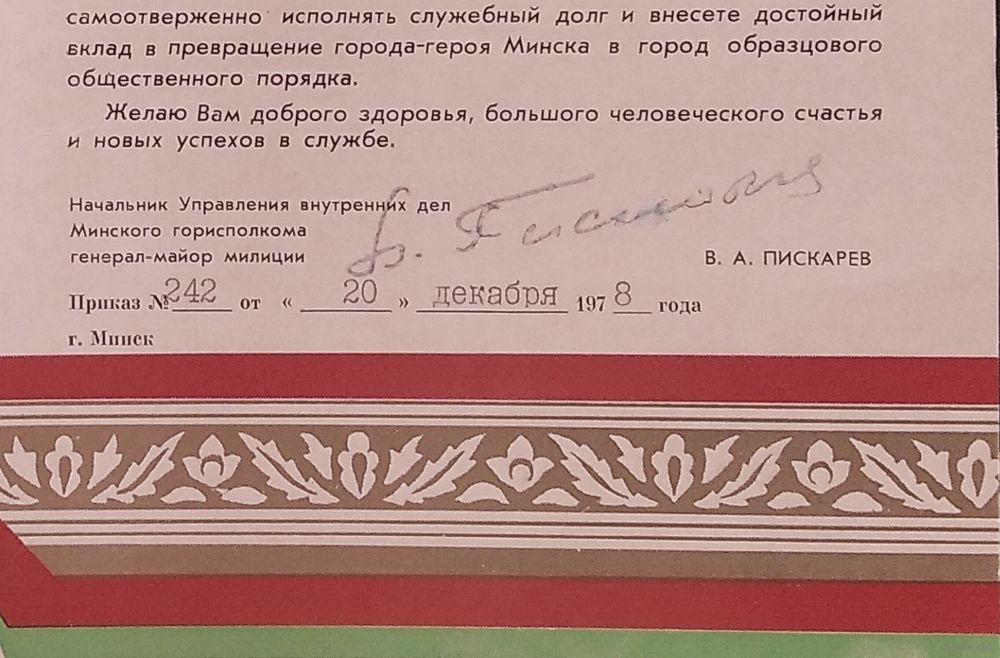 самоотверженно исполнять служебный долг и внесете достойный
вклад в превращение города-героя Минска в город образцового
общественного порядка.
Желаю Вам доброго здоровья, большого человеческого счастья
и новых успехов в службе.
Начальник Управления внутренних дел
Минского горисполкома
генерал-майор милиции
В. А. ПИСКАРЕВ
Приказ № 242 от « 20 » декабря 1978 года
г. Минск